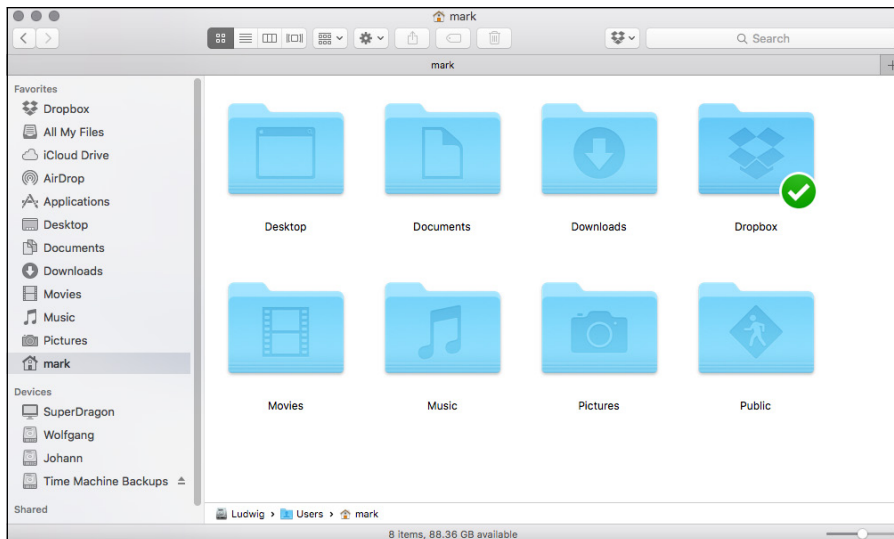 mark
Search
mark
Favorites
Dropbox
All My Files
iCloud Drive
AirDrop
Applications
Desktop
Documents
Downloads
Movies
Music
Pictures
mark
Devices
SuperDragon
Wolfgang
Johann
Time Machine Backups
Shared
Desktop Documents Downloads Dropbox
Movies Music Pictures Public
Ludwig › Users › mark
8 items, 88.36 GB available